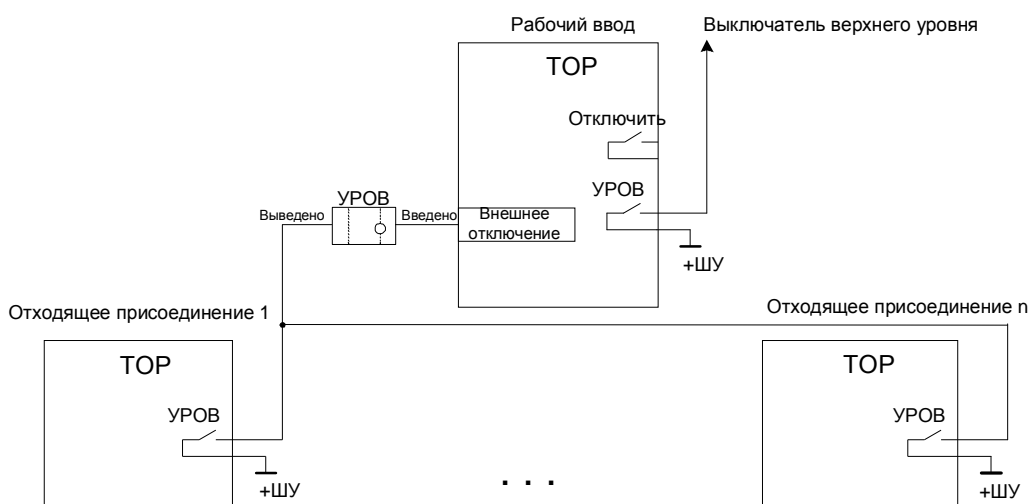 Рабочий ввод
Выключатель верхнего уровня
ТОР
Отключить
УРОВ
УРОВ
Выведено
Введено
Внешнее
отключение
+ШУ
Отходящее присоединение 1
Отходящее присоединение n
ТОР
ТОР
УРОВ
УРОВ
+ШУ
. . .
+ШУ